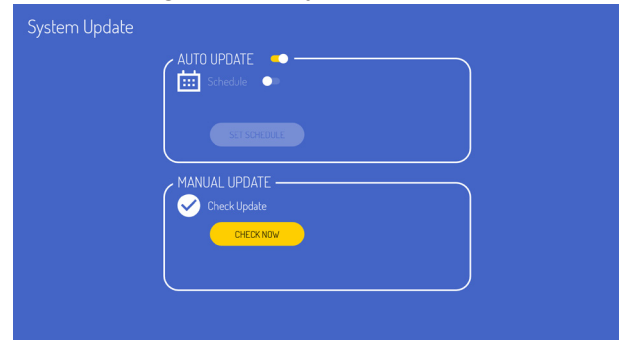 System Update
AUTO UPDATE
Schedule
SET SCHEDULE
MANUAL UPDATE
Check Update
CHECK NOW